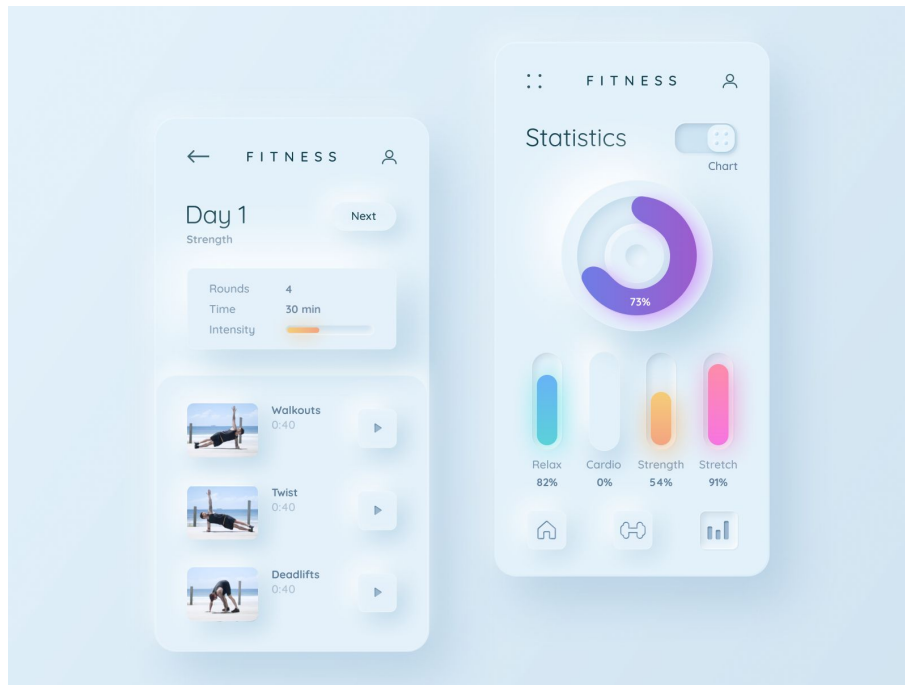 FITNESS
Day 1
Next
Strength
Rounds 4
Time 30 min
Intensity
Walkouts
0:40
Twist
0:40
Deadlifts
0:40
FITNESS
Statistics
Chart
73%
Relax Cardio Strength Stretch
82% 0% 54% 91%